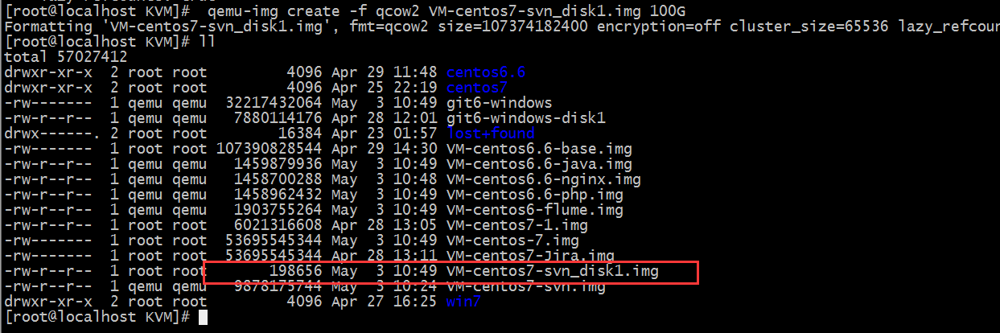 [root@localhost KVM]#  qemu-img create -f qcow2 VM-centos7-svn_disk1.img 100G
Formatting 'VM-centos7-svn_disk1.img', fmt=qcow2 size=107374182400 encryption=off cluster_size=65536 lazy_refcour
[root@localhost KVM]# ll
total 57027412
drwxr-xr-x  2 root root         4096 Apr 29 11:48 centos6.6
drwxr-xr-x  2 root root         4096 Apr 25 22:19 centos7
-rw-------  1 qemu qemu  32217432064 May  3 10:49 git6-windows
-rw-r--r--  1 qemu qemu   7880114176 Apr 28 12:01 git6-windows-disk1
drwx------. 2 root root        16384 Apr 23 01:57 lost+found
-rw-------  1 root root 107390828544 Apr 29 14:30 VM-centos6.6-base.img
-rw-r--r--  1 qemu qemu   1459879936 May  3 10:49 VM-centos6.6-java.img
-rw-r--r--  1 qemu qemu   1458700288 May  3 10:48 VM-centos6.6-nginx.img
-rw-r--r--  1 qemu qemu   1458962432 May  3 10:49 VM-centos6.6-php.img
-rw-r--r--  1 qemu qemu   1903755264 May  3 10:49 VM-centos6-flume.img
-rw-r--r--  1 root root   6021316608 Apr 28 13:05 VM-centos7-1.img
-rw-------  1 root root  53695545344 May  3 10:49 VM-centos-7.img
-rw-------  1 root root  53695545344 Apr 28 13:11 VM-centos7-Jira.img
-rw-r--r--  1 root root       198656 May  3 10:49 VM-centos7-svn_disk1.img
-rw-r--r--  1 qemu qemu   9878175744 May  3 10:24 VM-centos7-svn.img
drwxr-xr-x  2 root root         4096 Apr 27 16:25 win7
[root@localhost KVM]#